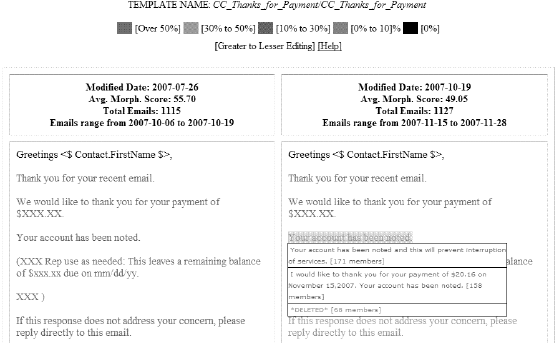 TEMPLATE NAME: CC_Thanks_for_Payment/CC_Thanks_for_Payment
[Over 50%] [30% to 50%] [10% to 30%] [0% to 10]% [0%]
[Greater to Lesser Editing] [Help]
Modified Date: 2007-07-26
Avg. Morph. Score: 55.70
Total Emails: 1115
Emails range from 2007-10-06 to 2007-10-19
Greetings <$ Contact.FirstName $>,
Thank you for your recent email.
We would like to thank you for your payment of
$XXX.XX.
Your account has been noted.
(XXX Rep use as needed: This leaves a remaining balance
of $xxx.xx due on mm/dd/yy.
XXX )
If this response does not address your concern, please
reply directly to this email.
Modified Date: 2007-10-19
Avg. Morph. Score: 49.05
Total Emails: 1127
Emails range from 2007-11-15 to 2007-11-28
Greetings <$ Contact.FirstName $>,
Thank you for your recent email.
We would like to thank you for your payment of
$XXX.XX.
Your account has been noted.
Your account has been noted and this will prevent interruption
of services. [171 members]
alance
I would like to thank you for your payment of $20.16 on
November 15,2007. Your account has been noted. [158
members]
*DELETED* [68 members]
If this response does not address your concern, please
reply directly to this email.